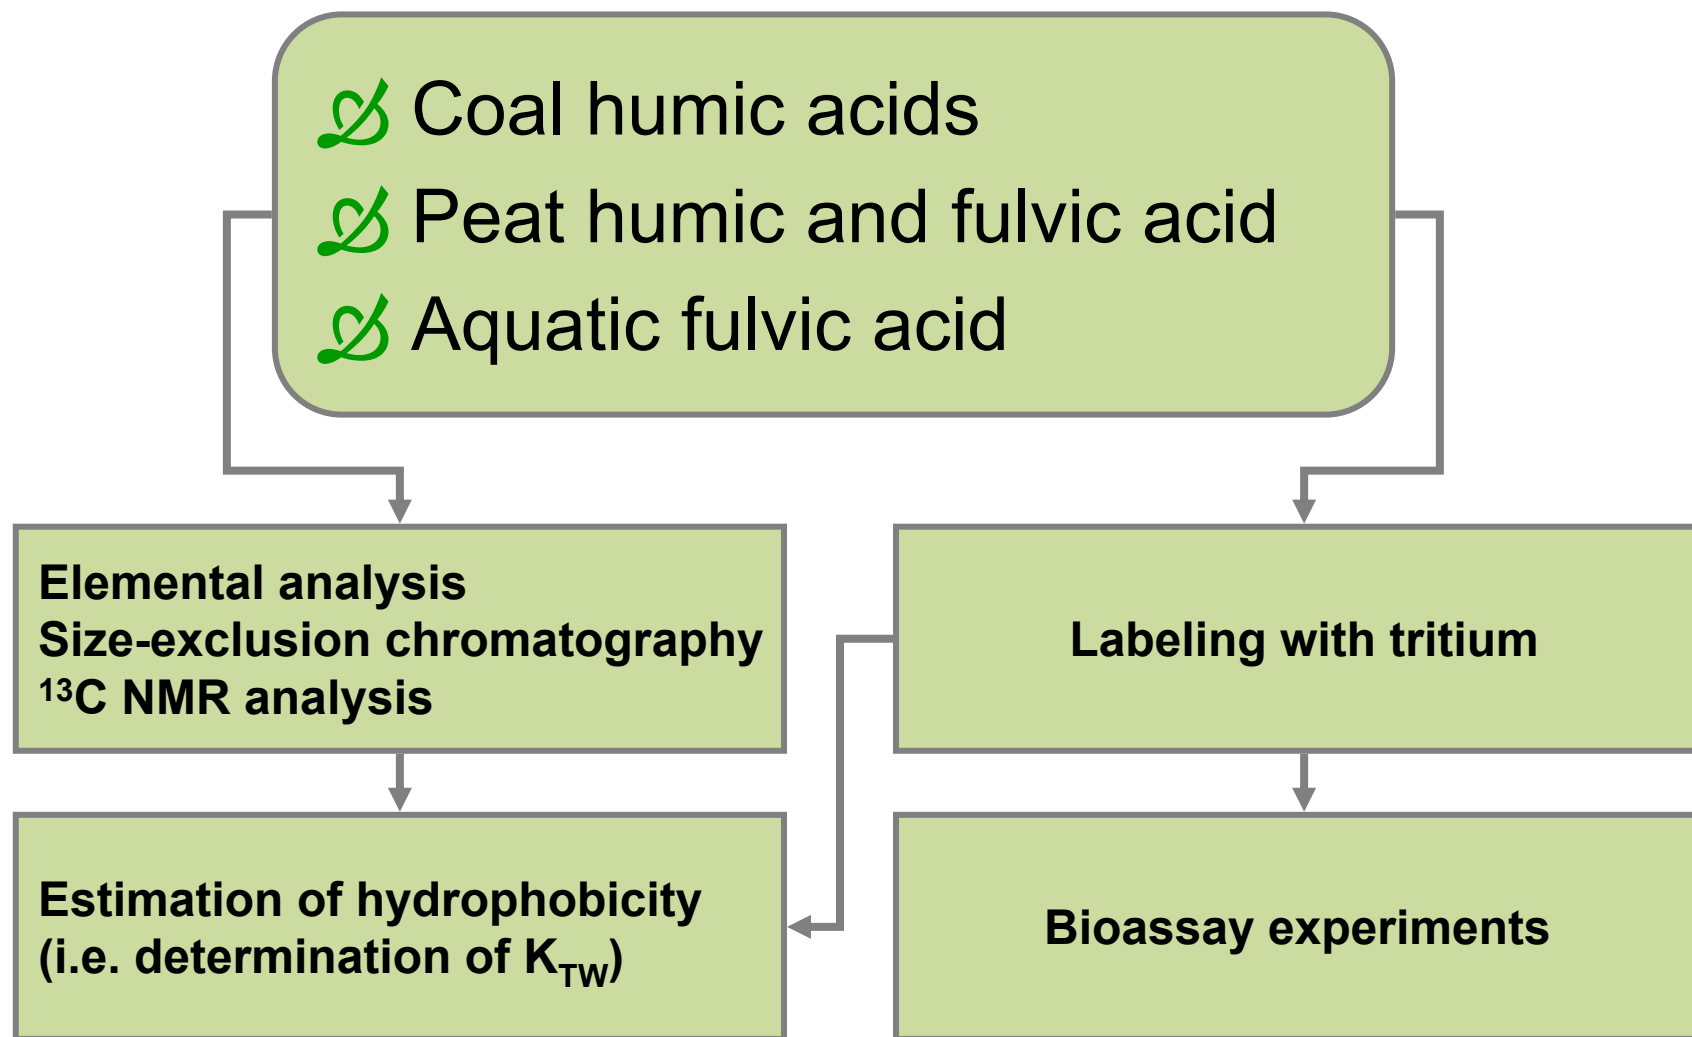 Coal humic acids
Peat humic and fulvic acid
Aquatic fulvic acid
Elemental analysis
Size-exclusion chromatography
¹³C NMR analysis
Labeling with tritium
Estimation of hydrophobicity
(i.e. determination of K_TW)
Bioassay experiments